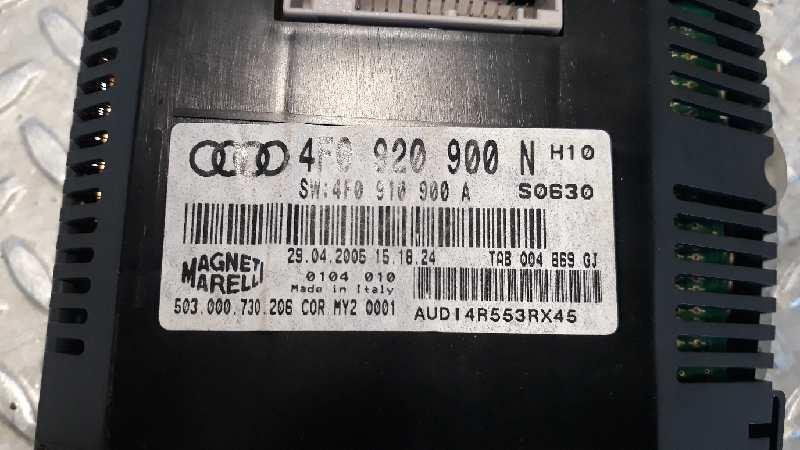 4F0 920 900 N H10
SW:4F0 910 900 A S0630
29.04.2005 15.18.24 TAB 004 869 GJ
MAGNETI MARELLI
0104 010
Made in Italy
503.000.730.206 COR MY2 0001 AUDI4R553RX45